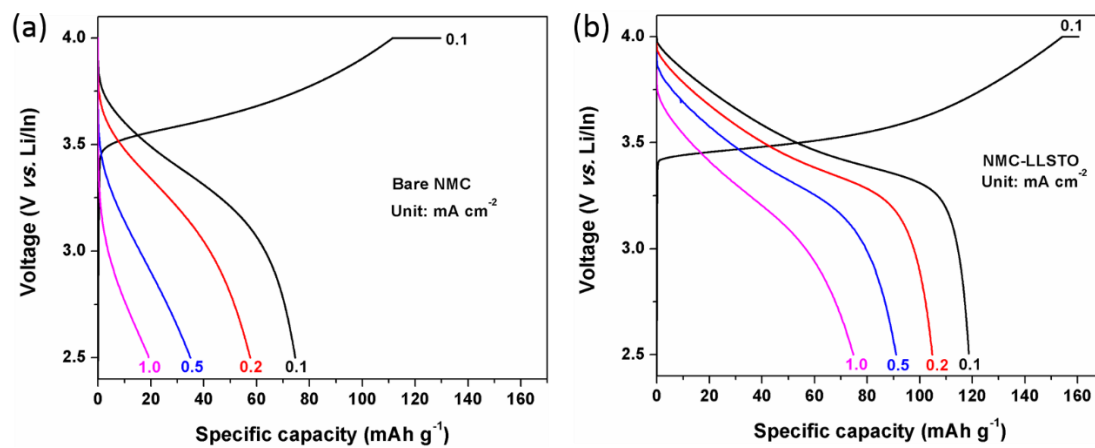 (a)
Voltage (V vs. Li/In)
4.0
3.5
3.0
2.5
0.1
Bare NMC
Unit: mA cm⁻²
1.0 0.5 0.2 0.1
0 20 40 60 80 100 120 140 160
Specific capacity (mAh g⁻¹)
(b)
Voltage (V vs. Li/In)
4.0
3.5
3.0
2.5
0.1
NMC-LLSTO
Unit: mA cm⁻²
1.0 0.5 0.2 0.1
0 20 40 60 80 100 120 140 160
Specific capacity (mAh g⁻¹)